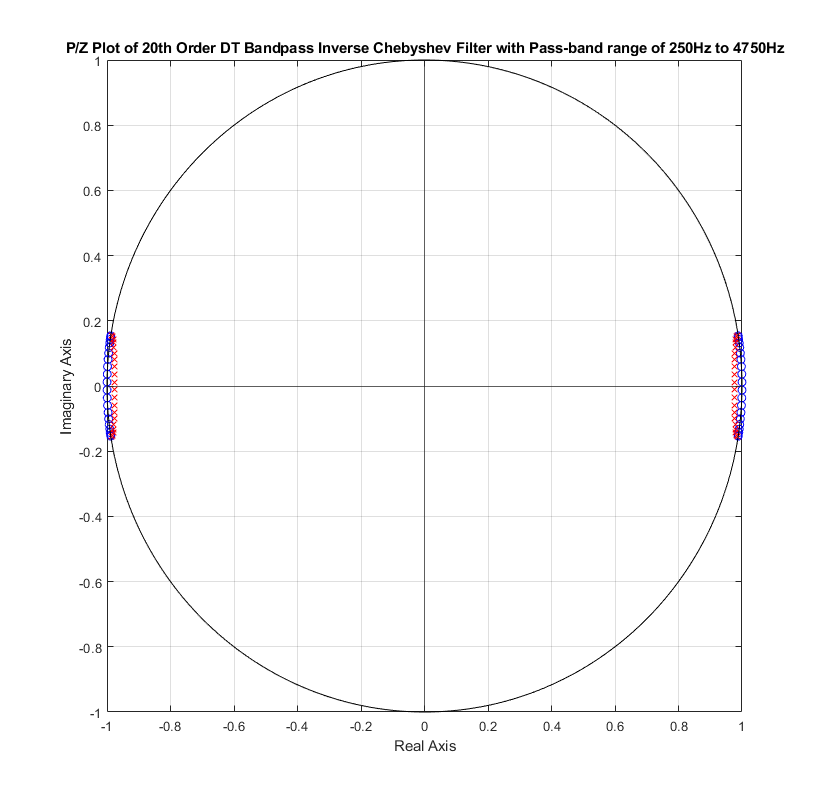 P/Z Plot of 20th Order DT Bandpass Inverse Chebyshev Filter with Pass-band range of 250Hz to 4750Hz
1
0.8
0.6
0.4
0.2
0
-0.2
-0.4
-0.6
-0.8
-1
Imaginary Axis
-1 -0.8 -0.6 -0.4 -0.2 0 0.2 0.4 0.6 0.8 1
Real Axis